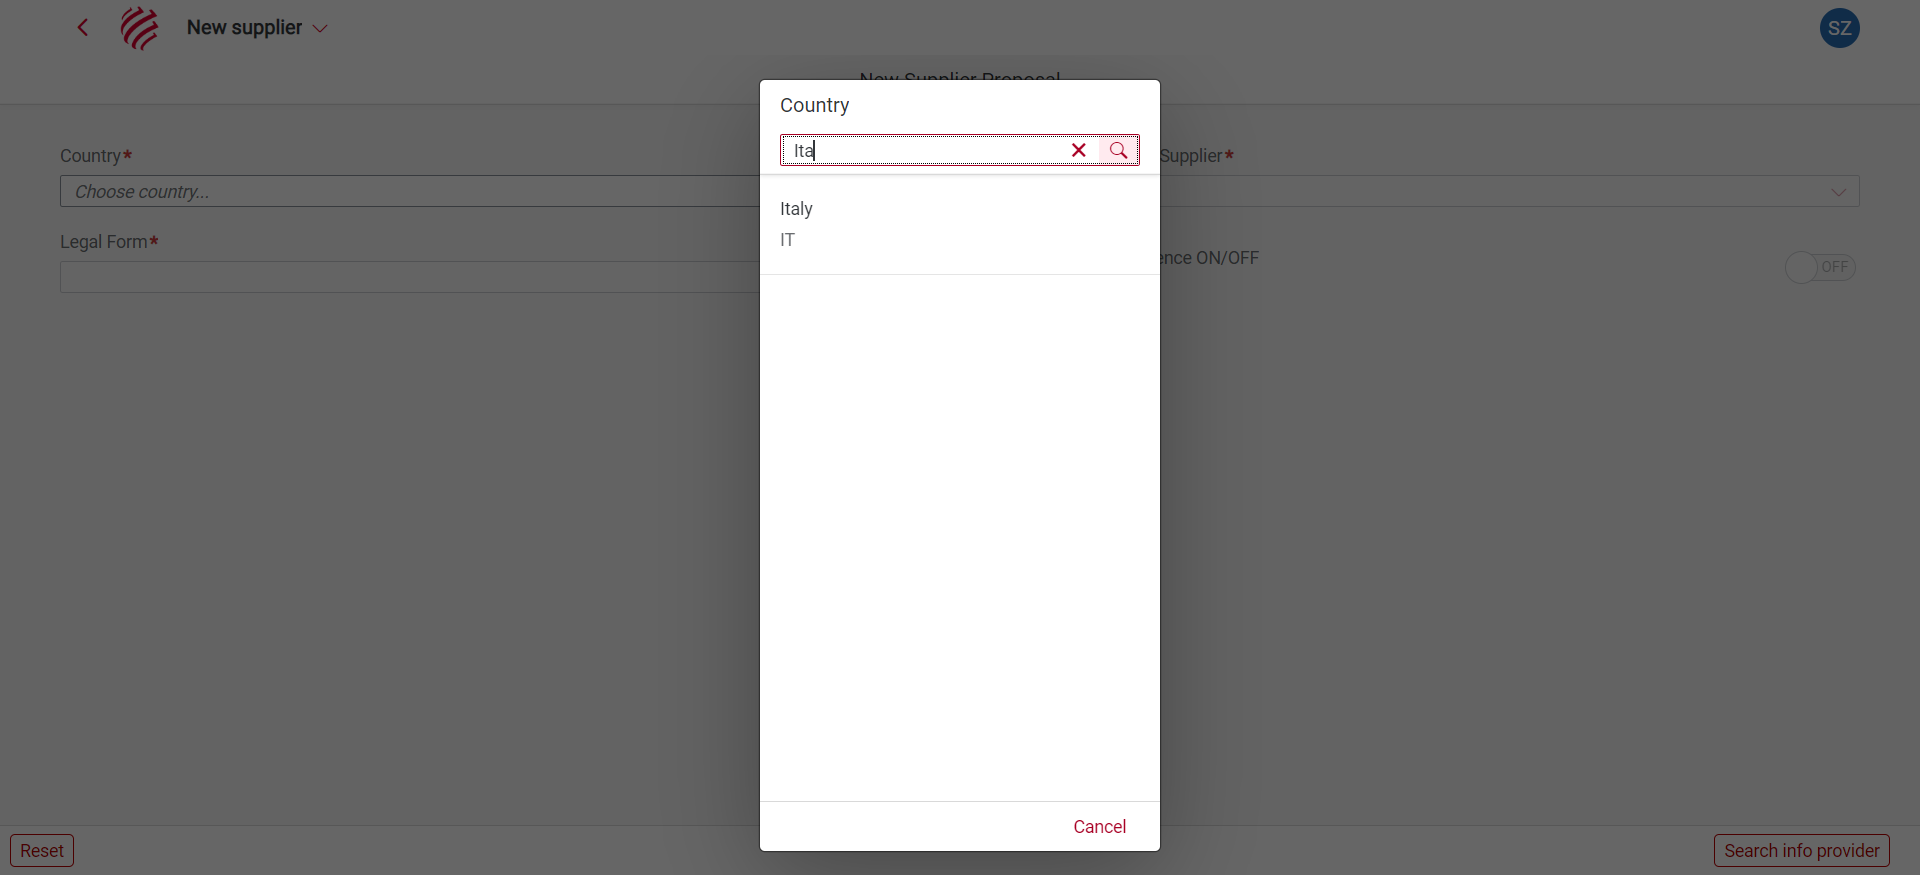 New supplier
SZ
New Supplier Proposal
Country
Ita
Italy
IT
Cancel
Country*
Choose country...
Supplier*
Legal Form*
ence ON/OFF
OFF
Reset
Search info provider